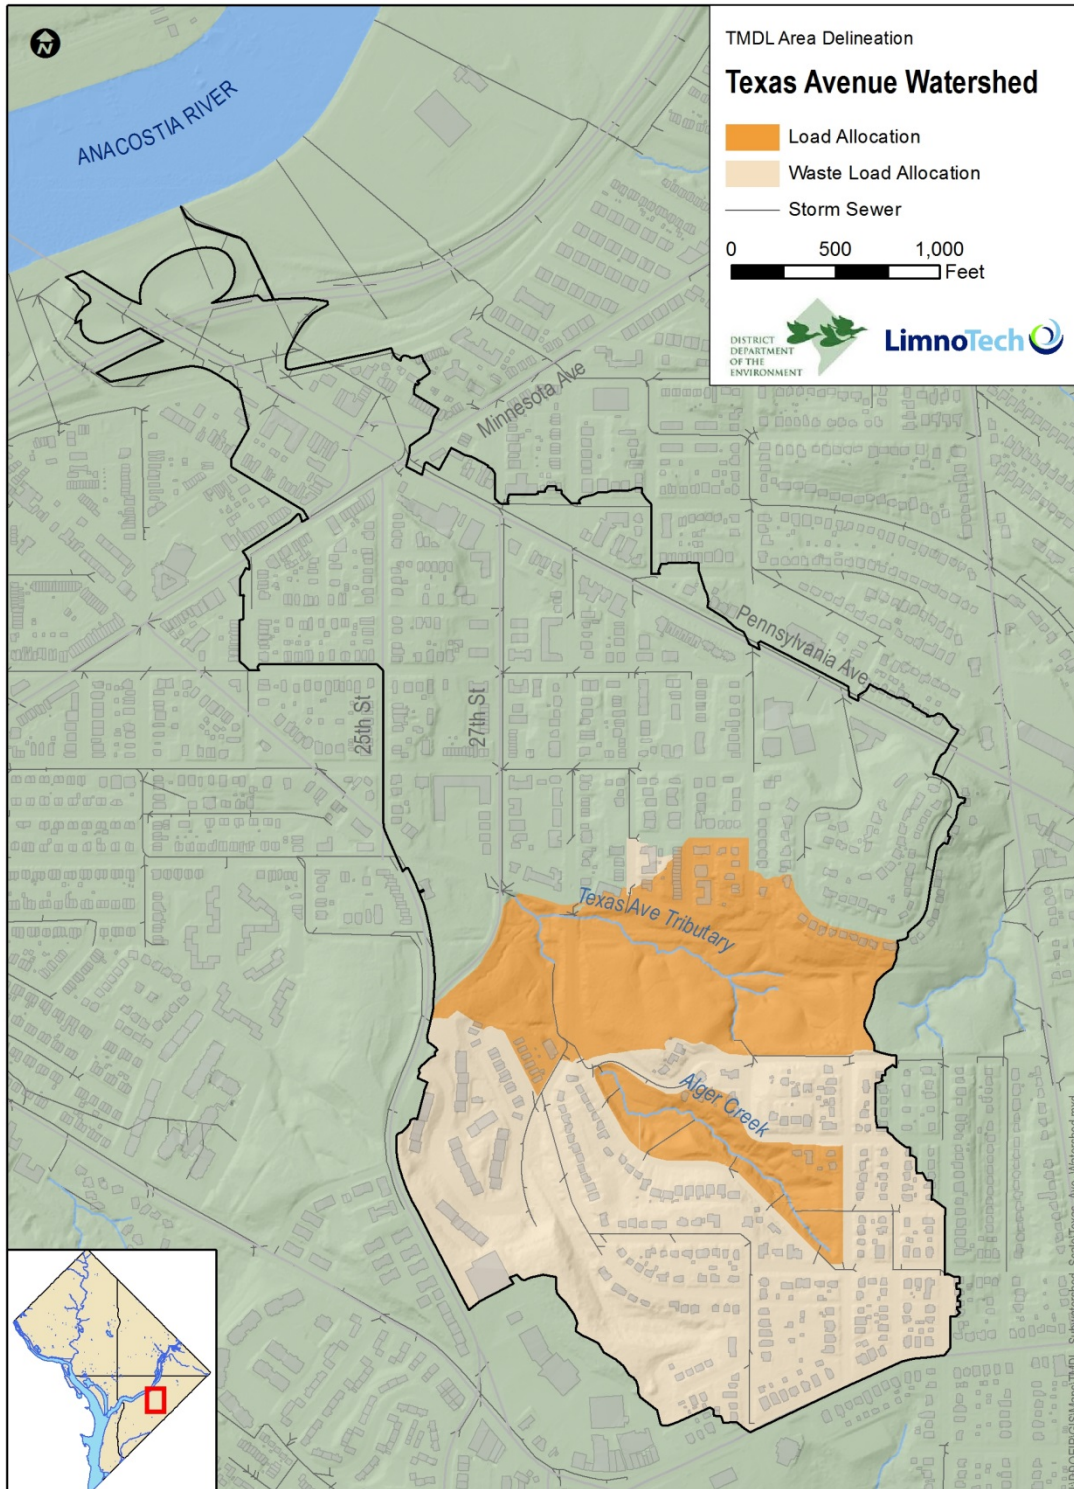 N
TMDL Area Delineation
Texas Avenue Watershed
Load Allocation
Waste Load Allocation
Storm Sewer
0 500 1,000
Feet
DISTRICT
DEPARTMENT
OF THE
ENVIRONMENT
LimnoTech
ANACOSTIA RIVER
Minnesota Ave
Pennsylvania Ave
25th St
27th St
Texas Ave Tributary
Alger Creek